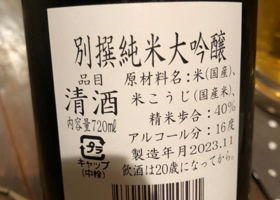 別撰純米大吟醸
品目
清酒
内容量720ml
キャップ
(中栓)
原材料名:米(国産)、
米こうじ(国産米)、
精米歩合:40%
アルコール分:16度
製造年月2023.11
飲酒は20歳になってから。